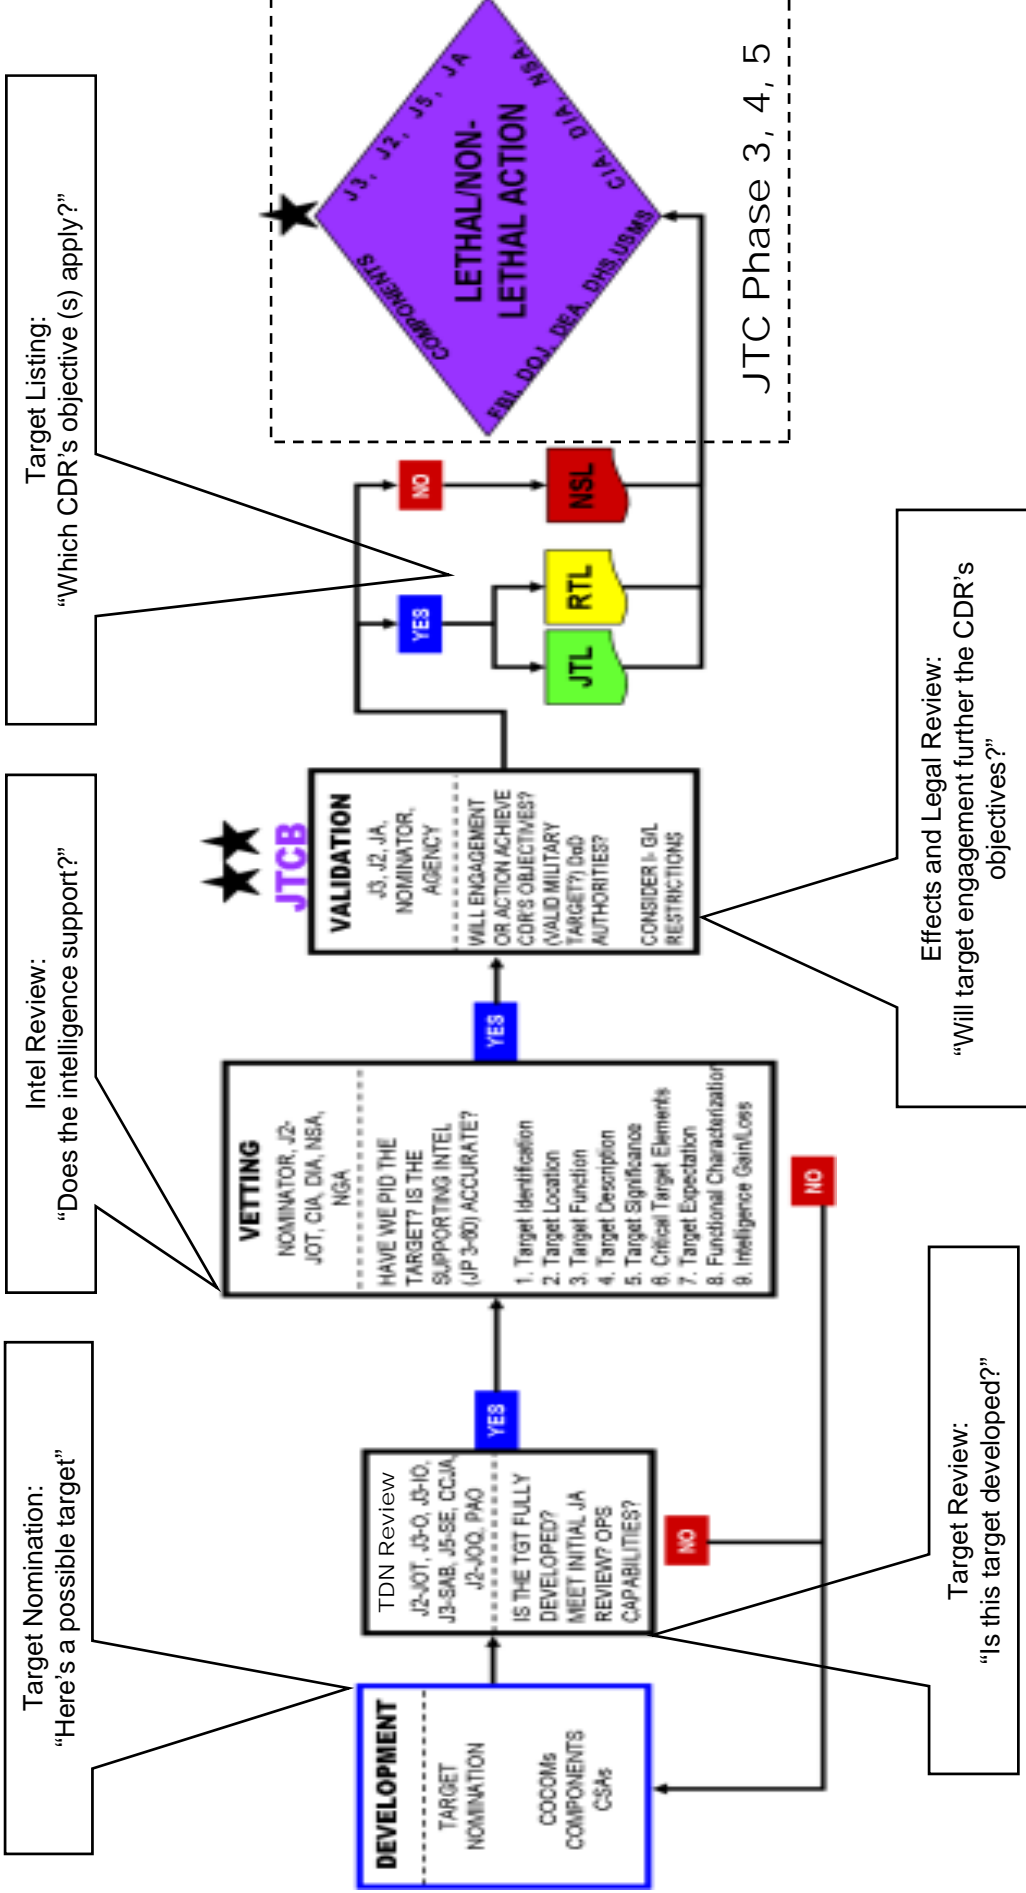 Target Nomination:
“Here’s a possible target”
Intel Review:
“Does the intelligence support?”
Target Listing:
“Which CDR’s objective (s) apply?”
DEVELOPMENT
TARGET
NOMINATION
COCOMs
COMPONENTS
CSAs
TDN Review
J2-JOT, J3-O, J3-IO,
J3-SAB, J5-SE, CCJA,
J2-JOQ, PAO
IS THE TGT FULLY
DEVELOPED?
MEET INITIAL JA
REVIEW? OPS
CAPABILITIES?
YES
NO
VETTING
NOMINATOR, J2-
JOT, CIA, DIA, NSA,
NGA
HAVE WE PID THE
TARGET? IS THE
SUPPORTING INTEL
(JP 3-60) ACCURATE?
1. Target Identification
2. Target Location
3. Target Function
4. Target Description
5. Target Significance
6. Critical Target Elements
7. Target Expectation
8. Functional Characterization
9. Intelligence Gain/Loss
YES
NO
JTCB
VALIDATION
J3, J2, JA,
NOMINATOR,
AGENCY
WILL ENGAGEMENT
OR ACTION ACHIEVE
CDR'S OBJECTIVES?
(VALID MILITARY
TARGET?) DoD
AUTHORITIES?
CONSIDER I- G/L
RESTRICTIONS
YES
NO
JTL
RTL
NSL
COMPONENTS
J3, J2, J5, JA
LETHAL/NON-
LETHAL ACTION
FBI, DOJ, DEA, DHS,USMS
CIA, DIA, NSA,
JTC Phase 3, 4, 5
Target Review:
“Is this target developed?”
Effects and Legal Review:
“Will target engagement further the CDR’s
objectives?”